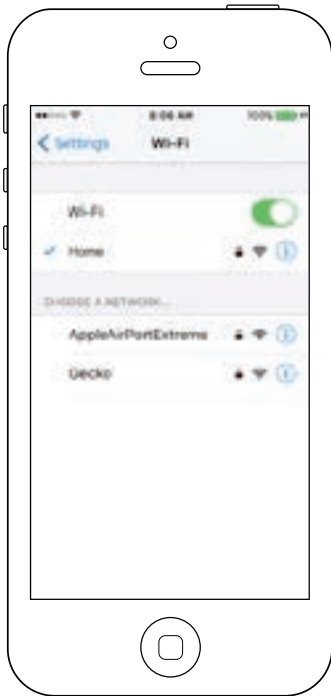 8:06 AM 100%
Settings Wi-Fi
Wi-Fi
Home
CHOOSE A NETWORK...
AppleAirPortExtreme
Gecko